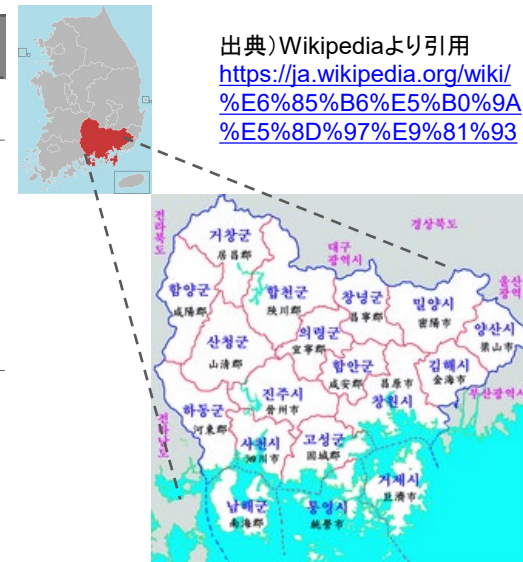 出典）Wikipediaより引用
https://ja.wikipedia.org/wiki/
%E6%85%B6%E5%B0%9A
%E5%8D%97%E9%81%93
전라북도
경상북도
대구
광역시
울산
광역
거창군
居昌郡
함양군
咸陽郡
합천군
陜川郡
창녕군
昌寧郡
밀양시
密陽市
양산시
梁山市
산청군
山清郡
의령군
宜寧郡
함안군
咸安郡
김해시
金海市
昌原市
창원시
부산광역시
진주시
晉州市
하동군
河東郡
전라남도
사천시
泗川市
고성군
固城郡
거제시
巨濟市
남해군
南海郡
통영시
統營市